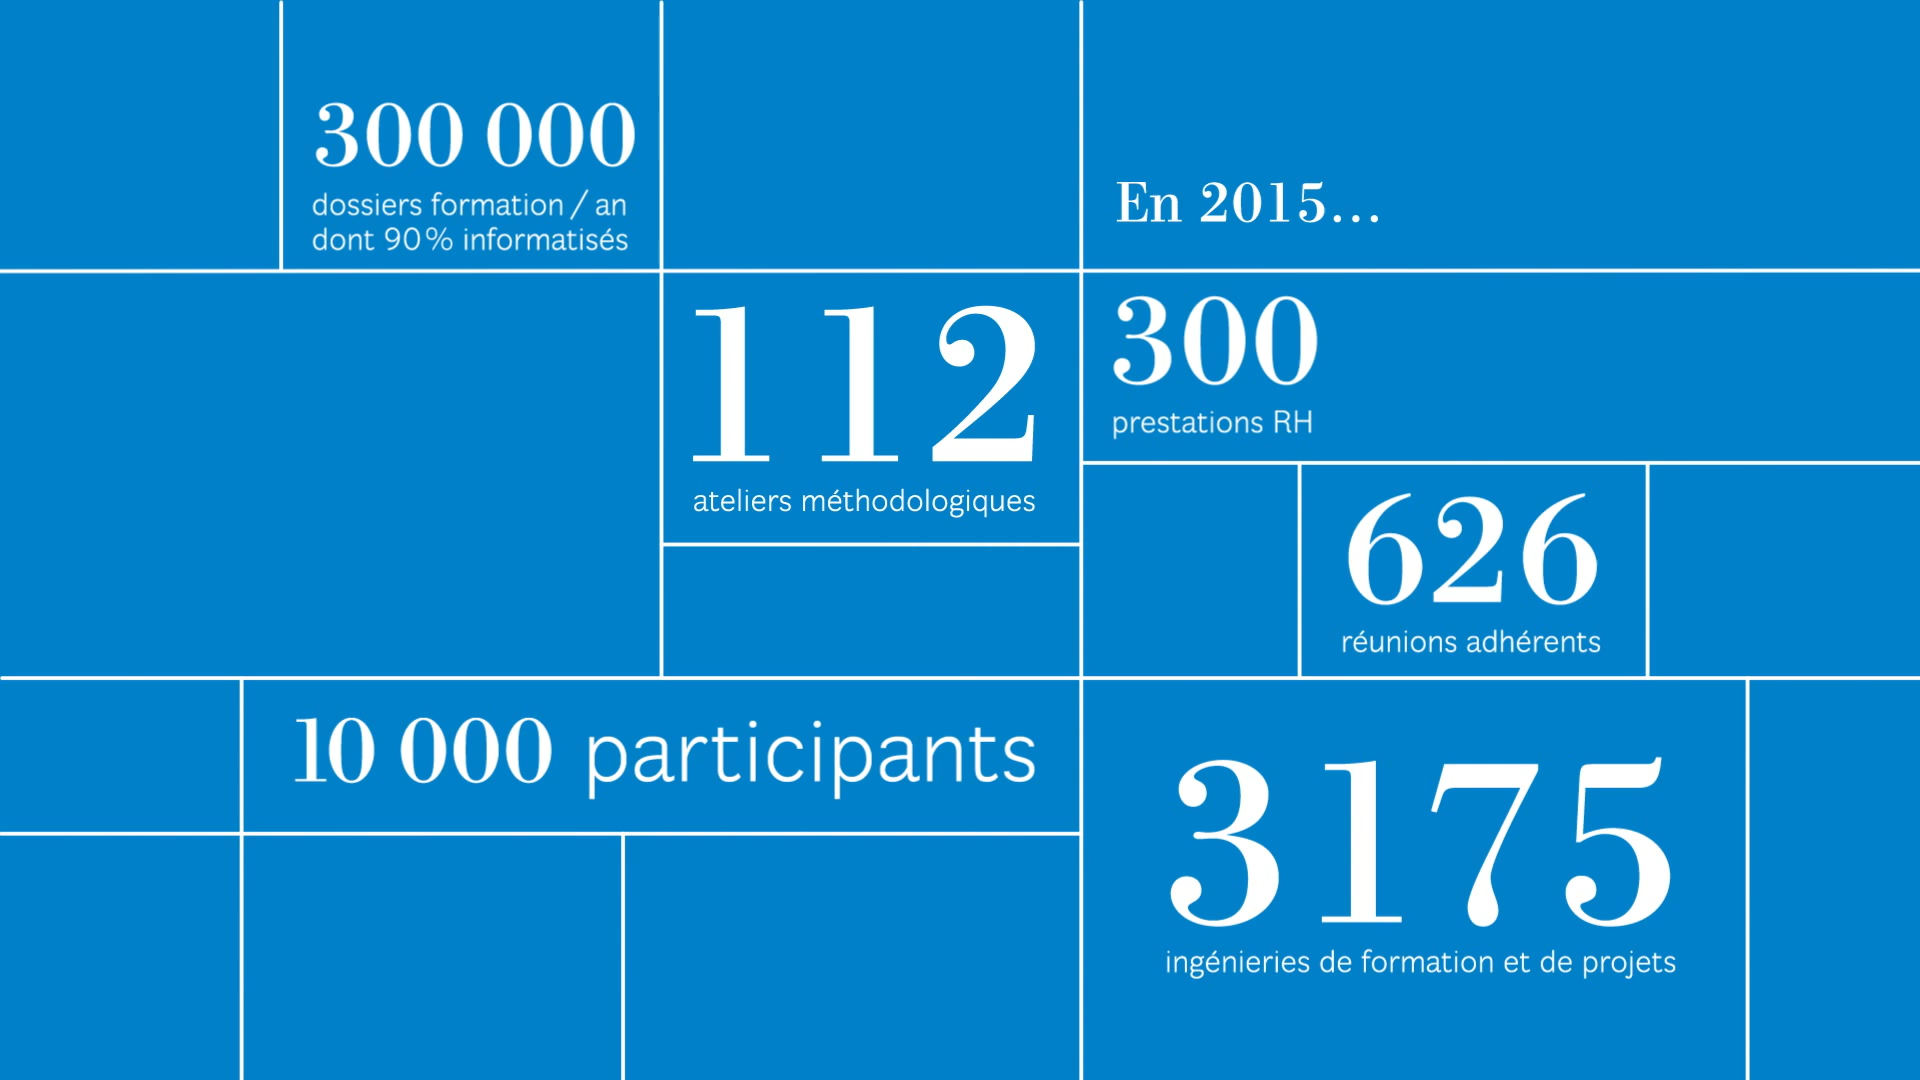 300 000
dossiers formation / an
dont 90% informatisés
En 2015...
112
ateliers méthodologiques
300
prestations RH
626
réunions adhérents
10 000 participants
3175
ingénieries de formation et de projets